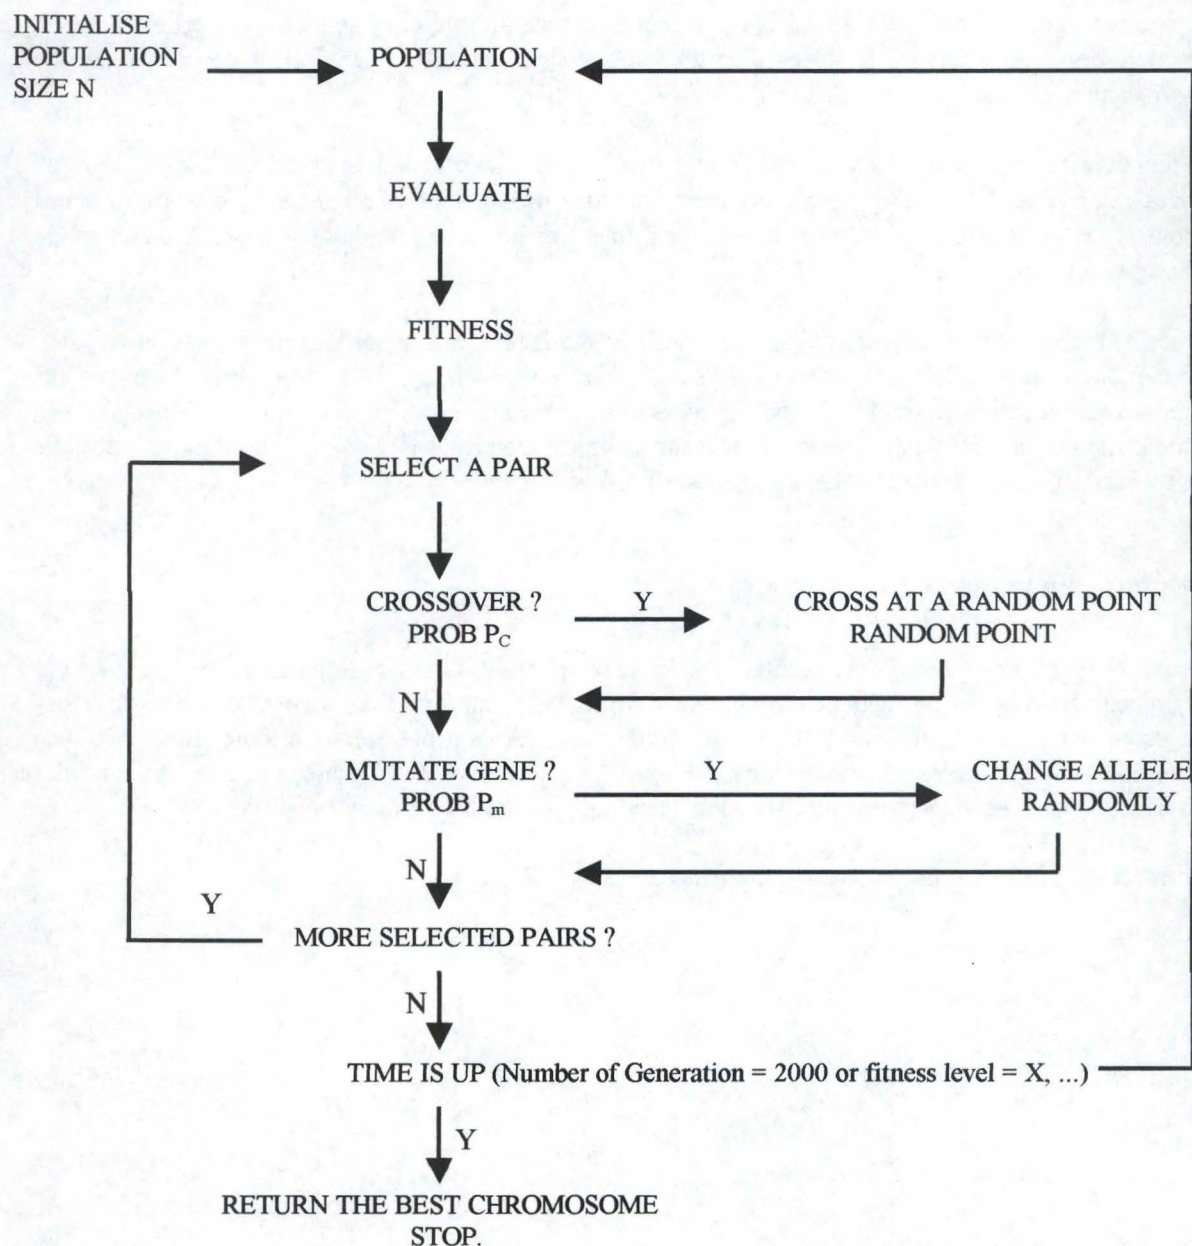 INITIALISE
POPULATION
SIZE N
POPULATION
EVALUATE
FITNESS
SELECT A PAIR
CROSSOVER ?
PROB PC
Y
CROSS AT A RANDOM POINT
RANDOM POINT
N
MUTATE GENE ?
PROB Pm
Y
CHANGE ALLELE
RANDOMLY
N
Y
MORE SELECTED PAIRS ?
N
TIME IS UP (Number of Generation = 2000 or fitness level = X, ...)
Y
RETURN THE BEST CHROMOSOME
STOP.